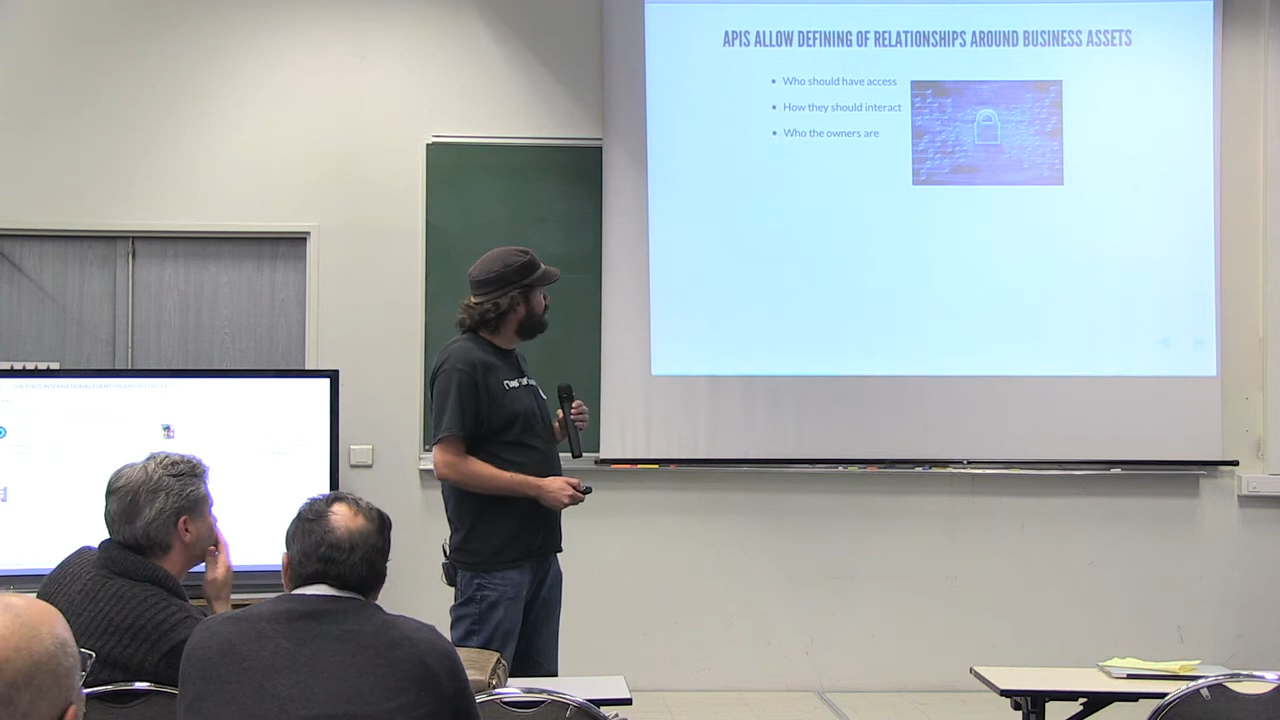 APIS ALLOW DEFINING OF RELATIONSHIPS AROUND BUSINESS ASSETS
Who should have access
How they should interact
Who the owners are